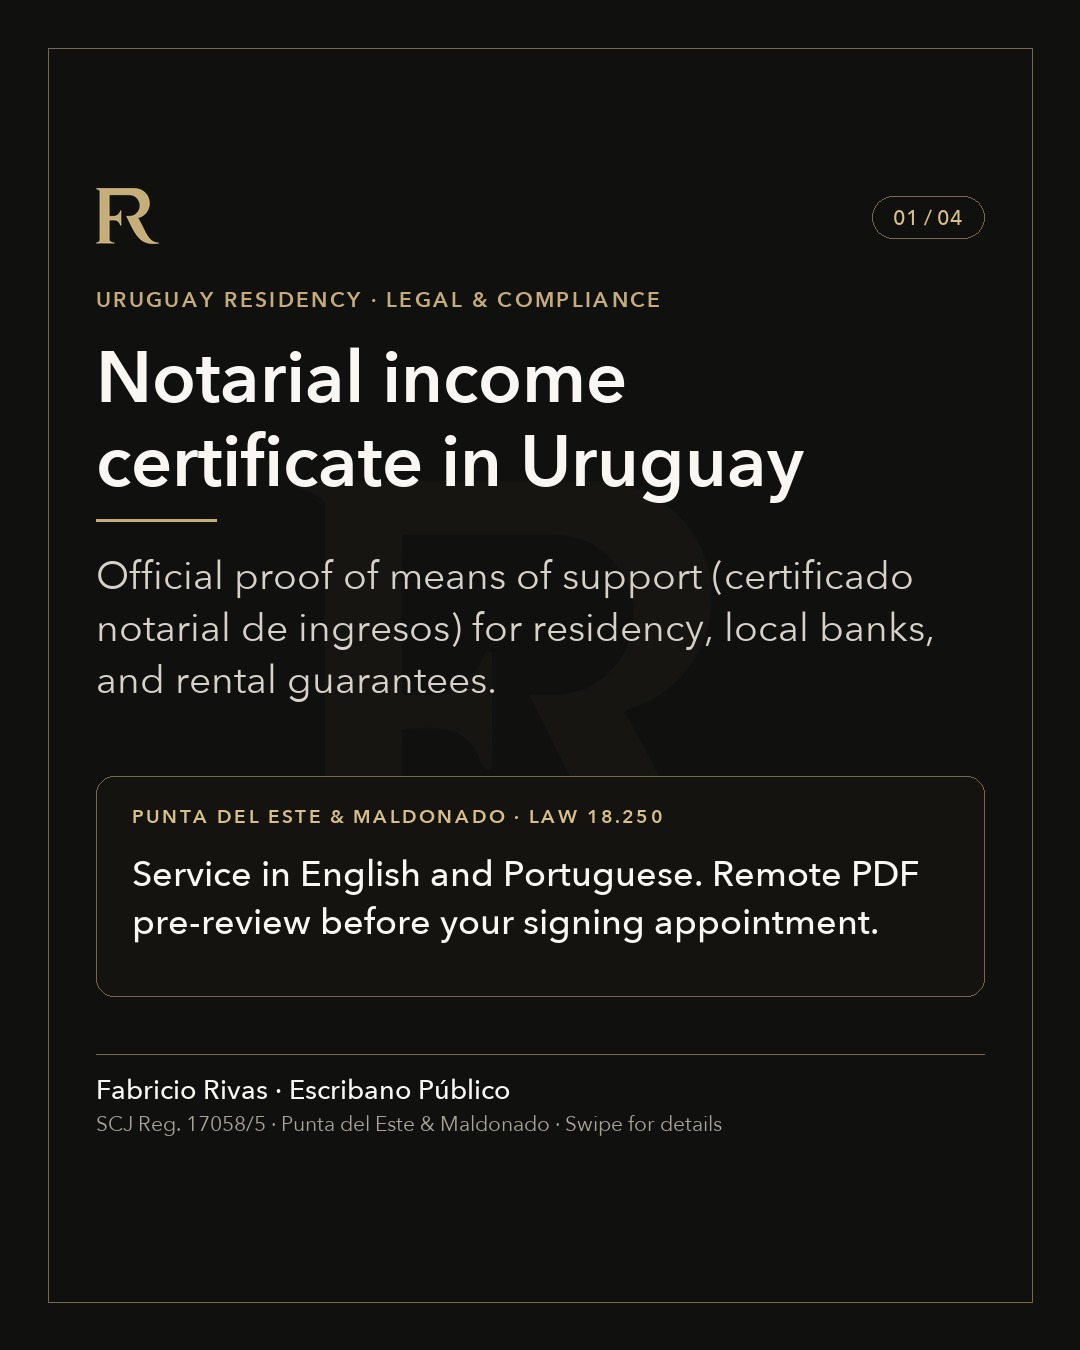 R
01 / 04
URUGUAY RESIDENCY · LEGAL & COMPLIANCE
Notarial income
certificate in Uruguay
Official proof of means of support (certificado
notarial de ingresos) for residency, local banks,
and rental guarantees.
PUNTA DEL ESTE & MALDONADO · LAW 18.250
Service in English and Portuguese. Remote PDF
pre-review before your signing appointment.
Fabricio Rivas · Escribano Público
SCJ Reg. 17058/5 · Punta del Este & Maldonado · Swipe for details